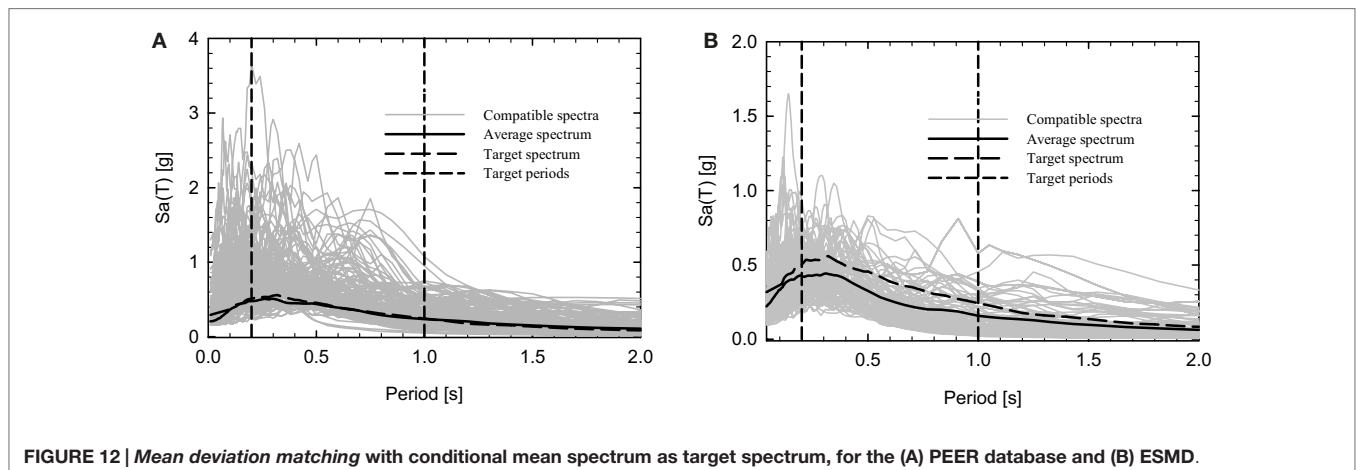 A
4
3
2
1
0
Sa(T) [g]
0.0 0.5 1.0 1.5 2.0
Period [s]
Compatible spectra
Average spectrum
Target spectrum
Target periods
B
2.0
1.5
1.0
0.5
0.0
Sa(T) [g]
0.5 1.0 1.5 2.0
Period [s]
Compatible spectra
Average spectrum
Target spectrum
Target periods
FIGURE 12 | Mean deviation matching with conditional mean spectrum as target spectrum, for the (A) PEER database and (B) ESMD.